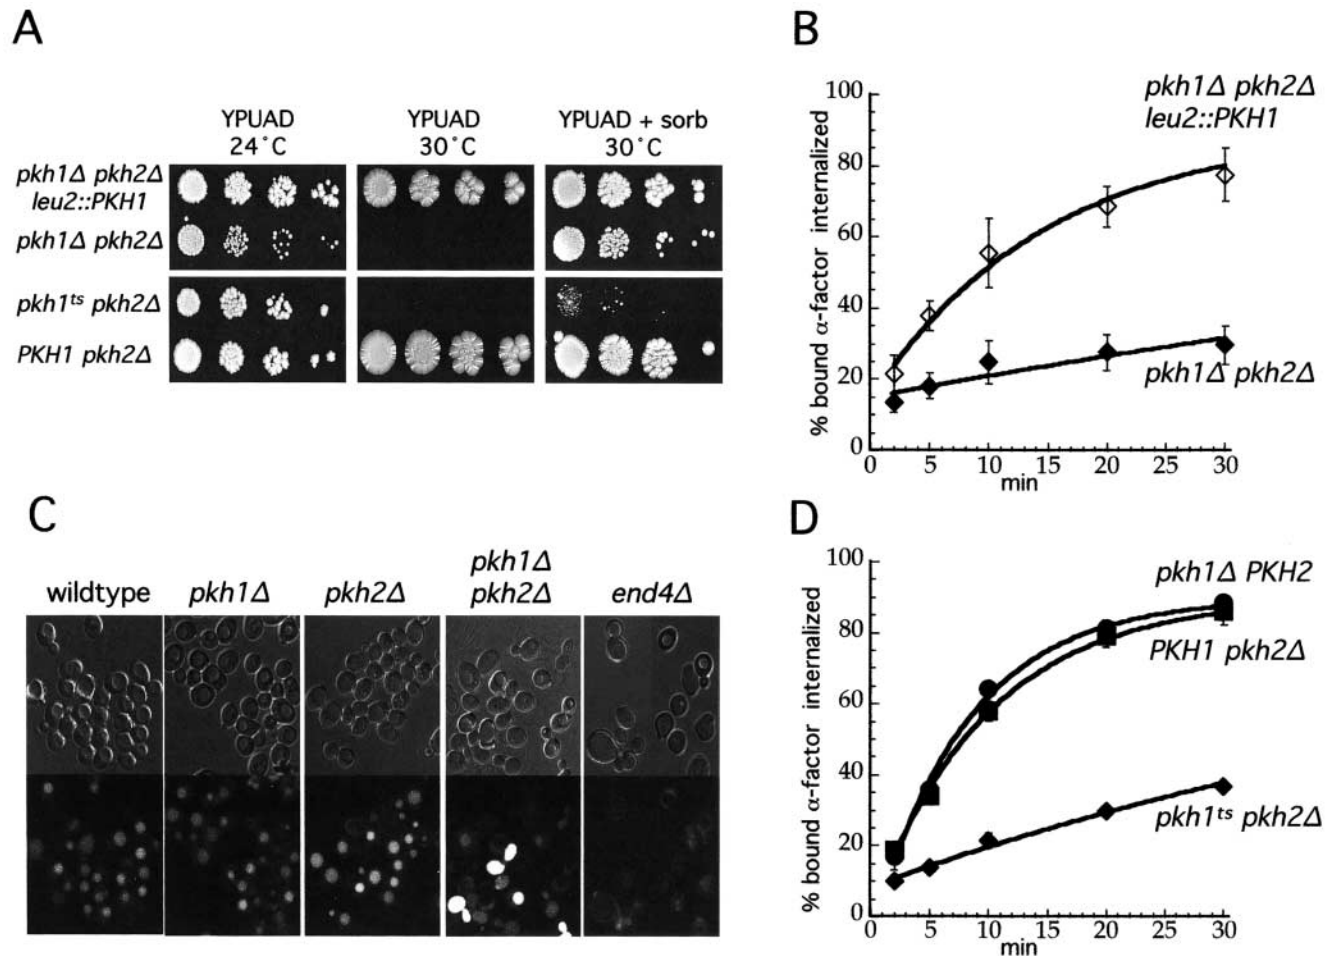 A
YPUAD 24˚C
YPUAD 30˚C
YPUAD + sorb 30˚C
pkh1Δ pkh2Δ
leu2::PKH1
pkh1Δ pkh2Δ
pkh1ts pkh2Δ
PKH1 pkh2Δ
B
% bound α-factor internalized
100
80
60
40
20
0
0 5 10 15 20 25 30
min
pkh1Δ pkh2Δ
leu2::PKH1
pkh1Δ pkh2Δ
C
wildtype
pkh1Δ
pkh2Δ
pkh1Δ
pkh2Δ
end4Δ
D
% bound α-factor internalized
100
80
60
40
20
0
0 5 10 15 20 25 30
min
pkh1Δ PKH2
PKH1 pkh2Δ
pkh1ts pkh2Δ